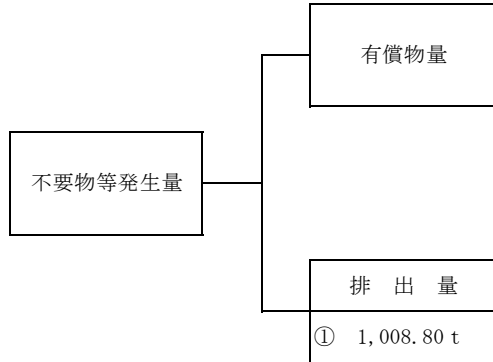 有償物量
不要物等発生量
排 出 量
① 1,008.80 t